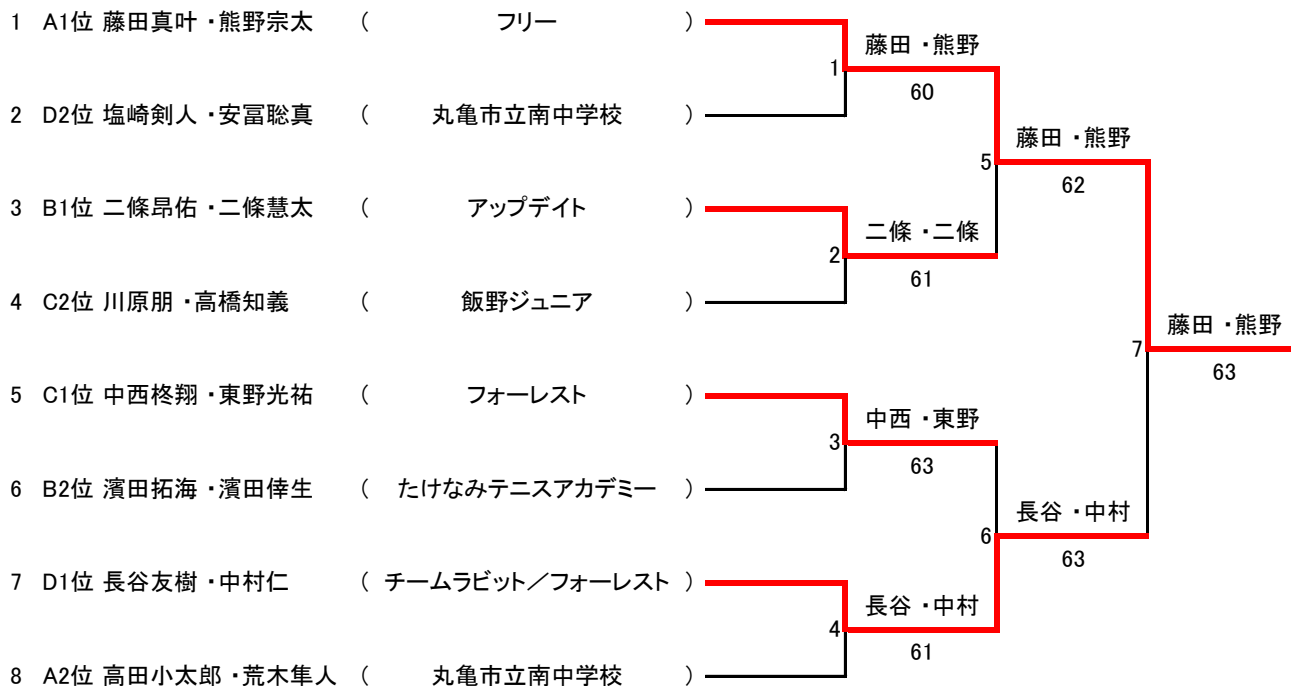 1 A1位 藤田真叶 ・熊野宗太 ( フリー )
藤田 ・熊野
1
60
2 D2位 塩崎剣人 ・安冨聡真 ( 丸亀市立南中学校 )
藤田 ・熊野
5
62
3 B1位 二條昂佑 ・二條慧太 ( アップデイト )
二條 ・二條
2
61
4 C2位 川原朋 ・高橋知義 ( 飯野ジュニア )
藤田 ・熊野
7
63
5 C1位 中西柊翔 ・東野光祐 ( フォーレスト )
中西 ・東野
3
63
6 B2位 濱田拓海 ・濱田倖生 ( たけなみテニスアカデミー )
長谷 ・中村
6
63
7 D1位 長谷友樹 ・中村仁 ( チームラビット／フォーレスト )
長谷 ・中村
4
61
8 A2位 高田小太郎 ・荒木隼人 ( 丸亀市立南中学校 )